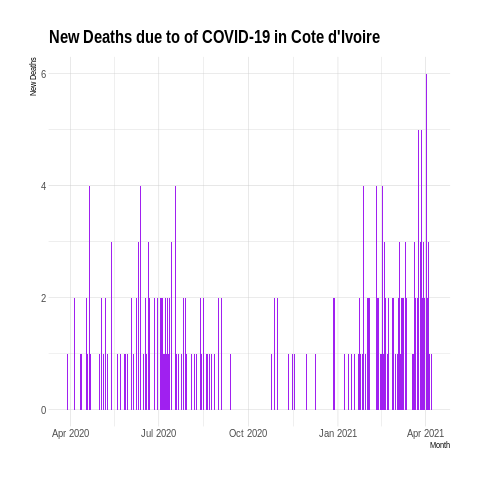 New Deaths due to of COVID-19 in Cote d'Ivoire
New Deaths
6
4
2
0
Apr 2020 Jul 2020 Oct 2020 Jan 2021 Apr 2021
Month